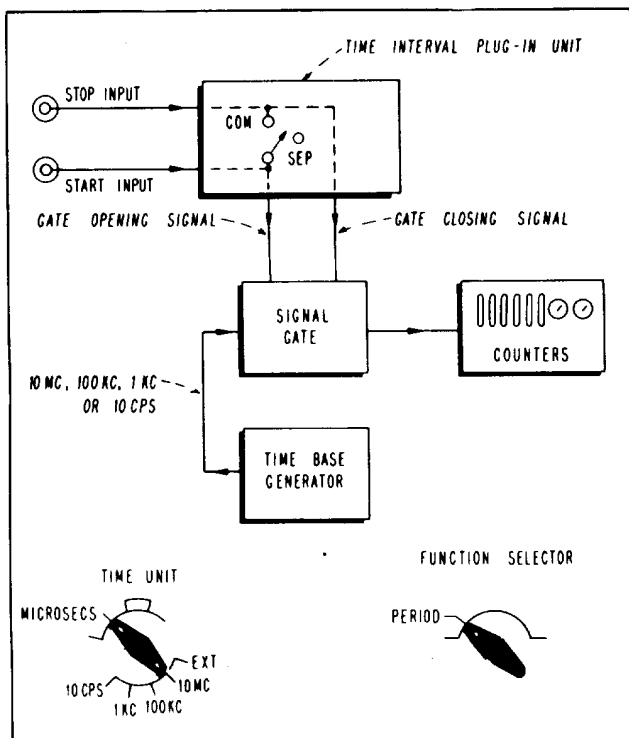 TIME INTERVAL PLUG-IN UNIT
STOP INPUT
COM
SEP
START INPUT
GATE OPENING SIGNAL
GATE CLOSING SIGNAL
SIGNAL
GATE
COUNTERS
10 MC, 100 KC, 1 KC
OR 10 CPS
TIME BASE
GENERATOR
FUNCTION SELECTOR
TIME UNIT
MICROSECS
PERIOD
EXT
10 CPS
10 MC
1 KC
100 KC